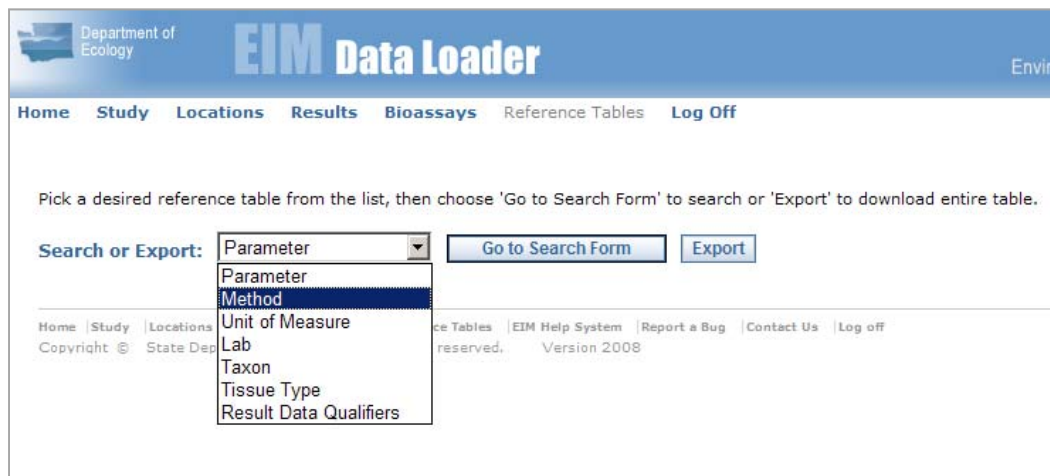 Department of
Ecology
EIM Data Loader
Home Study Locations Results Bioassays Reference Tables Log Off
Pick a desired reference table from the list, then choose 'Go to Search Form' to search or 'Export' to download entire table.
Search or Export: Parameter Go to Search Form Export
Parameter
Method
Unit of Measure
Lab
Taxon
Tissue Type
Result Data Qualifiers
Home |Study |Locations Tables |EIM Help System |Report a Bug |Contact Us |Log off
Copyright © State reserved. Version 2008